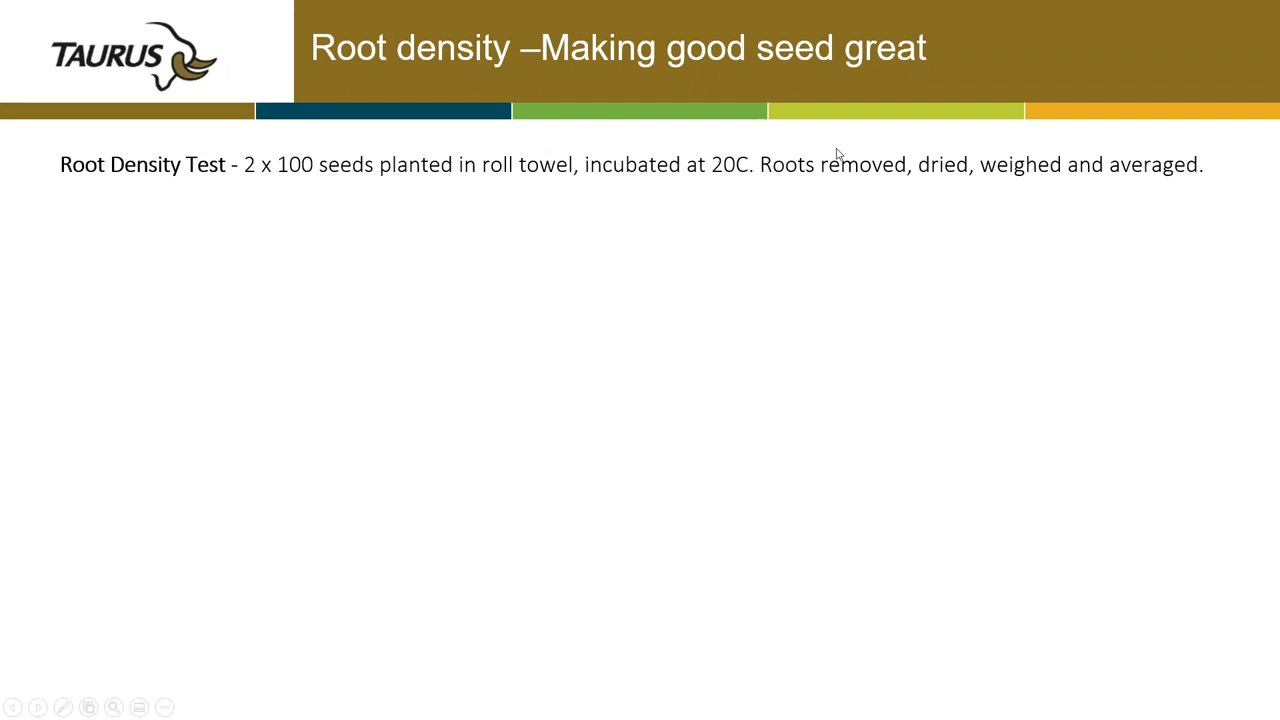 TAURUS
Root density –Making good seed great
Root Density Test - 2 x 100 seeds planted in roll towel, incubated at 20C. Roots removed, dried, weighed and averaged.